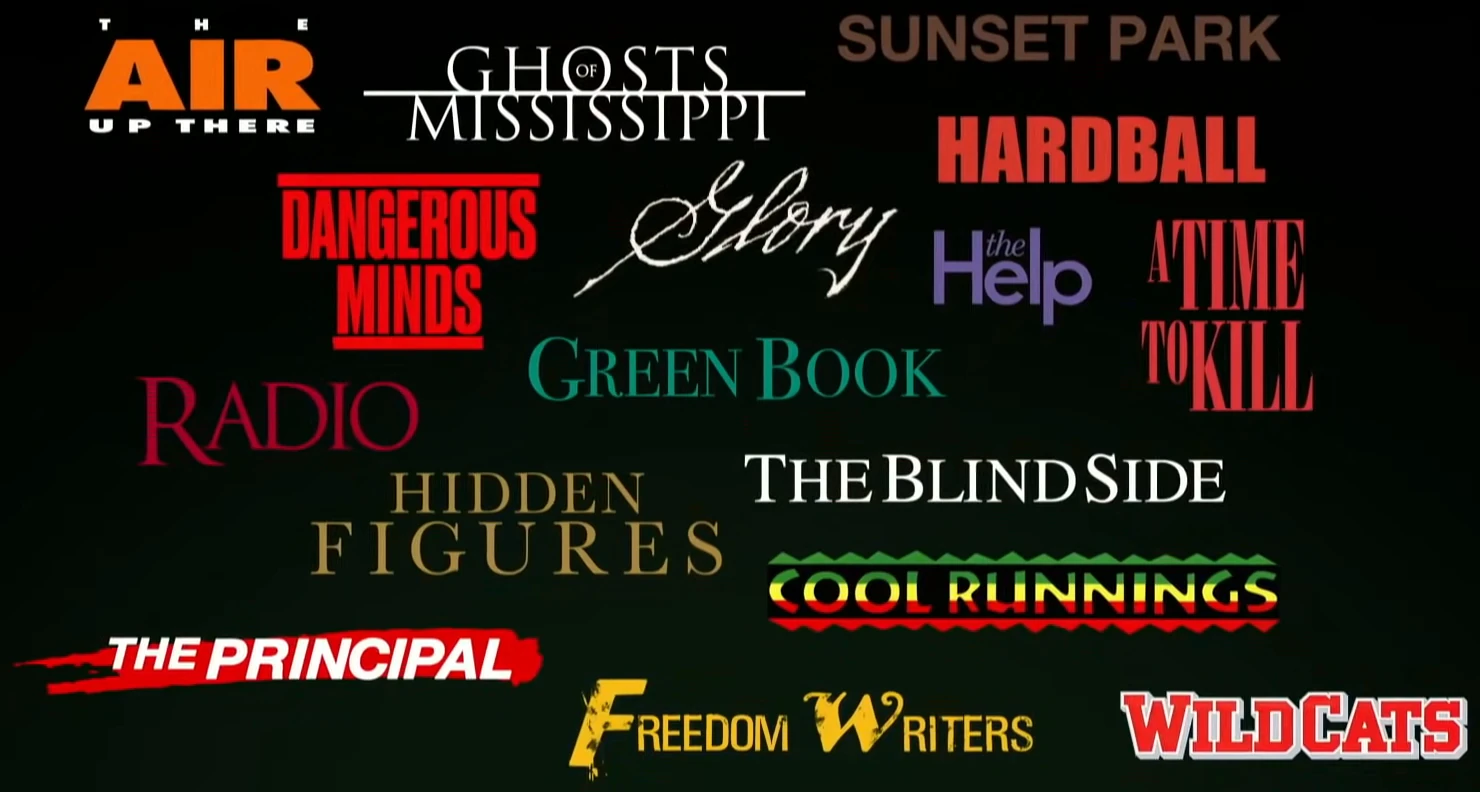 THE
AIR
UP THERE
GHOSTS
OF
MISSISSIPPI
SUNSET PARK
HARDBALL
DANGEROUS
MINDS
Glory
the
Help
A TIME
TO KILL
GREEN BOOK
RADIO
HIDDEN
FIGURES
THE BLIND SIDE
COOL RUNNINGS
THE PRINCIPAL
FREEDOM WRITERS
WILDCATS